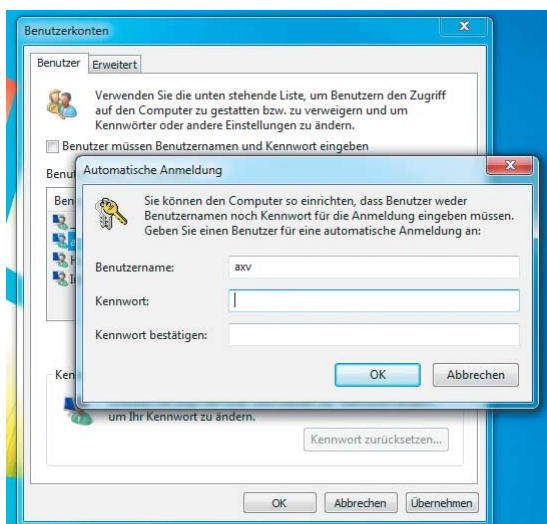 Benutzerkonten
Benutzer
Erweitert
Verwenden Sie die unten stehende Liste, um Benutzern den Zugriff
auf den Computer zu gestatten bzw. zu verweigern und um
Kennwörter oder andere Einstellungen zu ändern.
Benutzer müssen Benutzernamen und Kennwort eingeben
Automatische Anmeldung
Sie können den Computer so einrichten, dass Benutzer weder
Benutzernamen noch Kennwort für die Anmeldung eingeben müssen.
Geben Sie einen Benutzer für eine automatische Anmeldung an:
Benutzername: axv
Kennwort:
Kennwort bestätigen:
OK Abbrechen
um Ihr Kennwort zu ändern.
Kennwort zurücksetzen...
OK Abbrechen Übernehmen